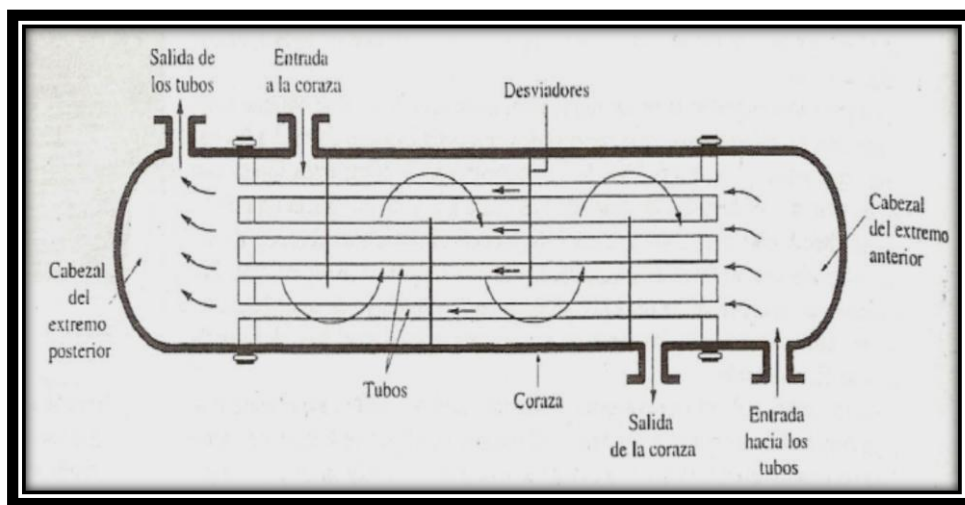 Salida de
los tubos
Entrada
a la coraza
Desviadores
Cabezal
del extremo
anterior
Cabezal
del
extremo
posterior
Tubos
Coraza
Salida
de la coraza
Entrada
hacia los
tubos